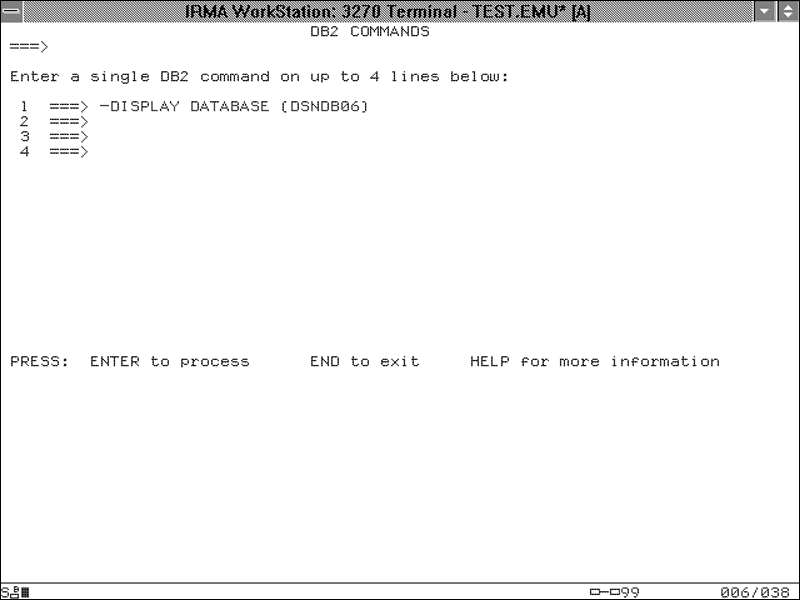 IRMA WorkStation: 3270 Terminal - TEST.EMU* [A]
DB2 COMMANDS
===>
Enter a single DB2 command on up to 4 lines below:
1 ===> -DISPLAY DATABASE (DSNDB06)
2 ===>
3 ===>
4 ===>
PRESS: ENTER to process END to exit HELP for more information
99 006/038